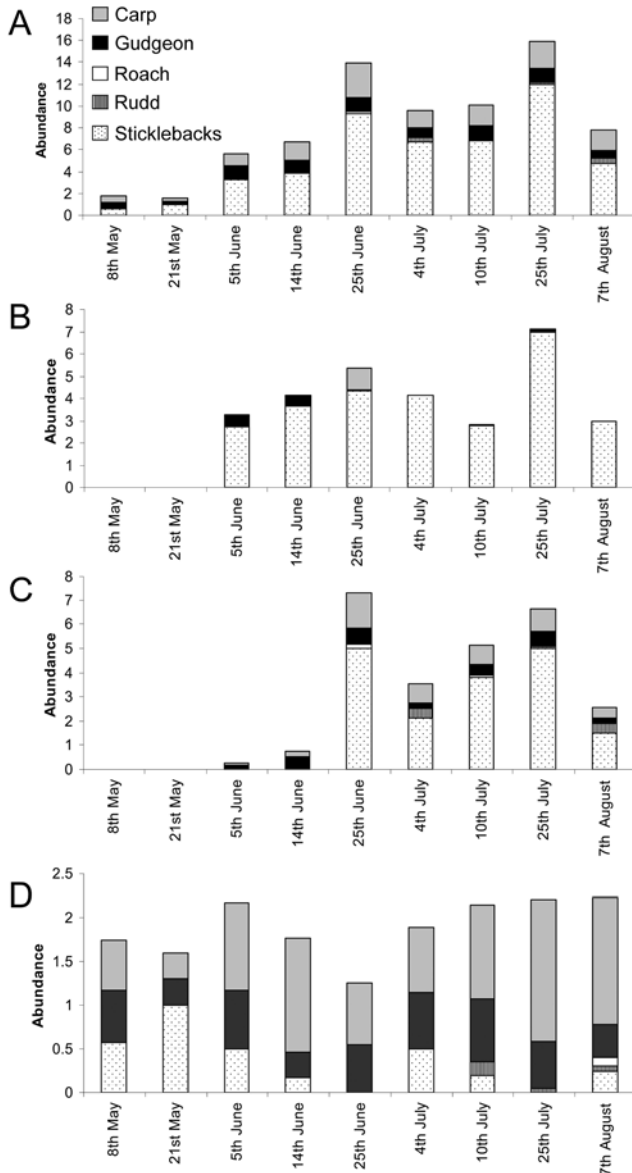 A
Carp
Gudgeon
Roach
Rudd
Sticklebacks
Abundance
18
16
14
12
10
8
6
4
2
0
8th May
21st May
5th June
14th June
25th June
4th July
10th July
25th July
7th August
B
Abundance
8
7
6
5
4
3
2
1
0
8th May
21st May
5th June
14th June
25th June
4th July
10th July
25th July
7th August
C
Abundance
8
7
6
5
4
3
2
1
0
8th May
21st May
5th June
14th June
25th June
4th July
10th July
25th July
7th August
D
Abundance
2.5
2
1.5
1
0.5
0
8th May
21st May
5th June
14th June
25th June
4th July
10th July
25th July
7th August